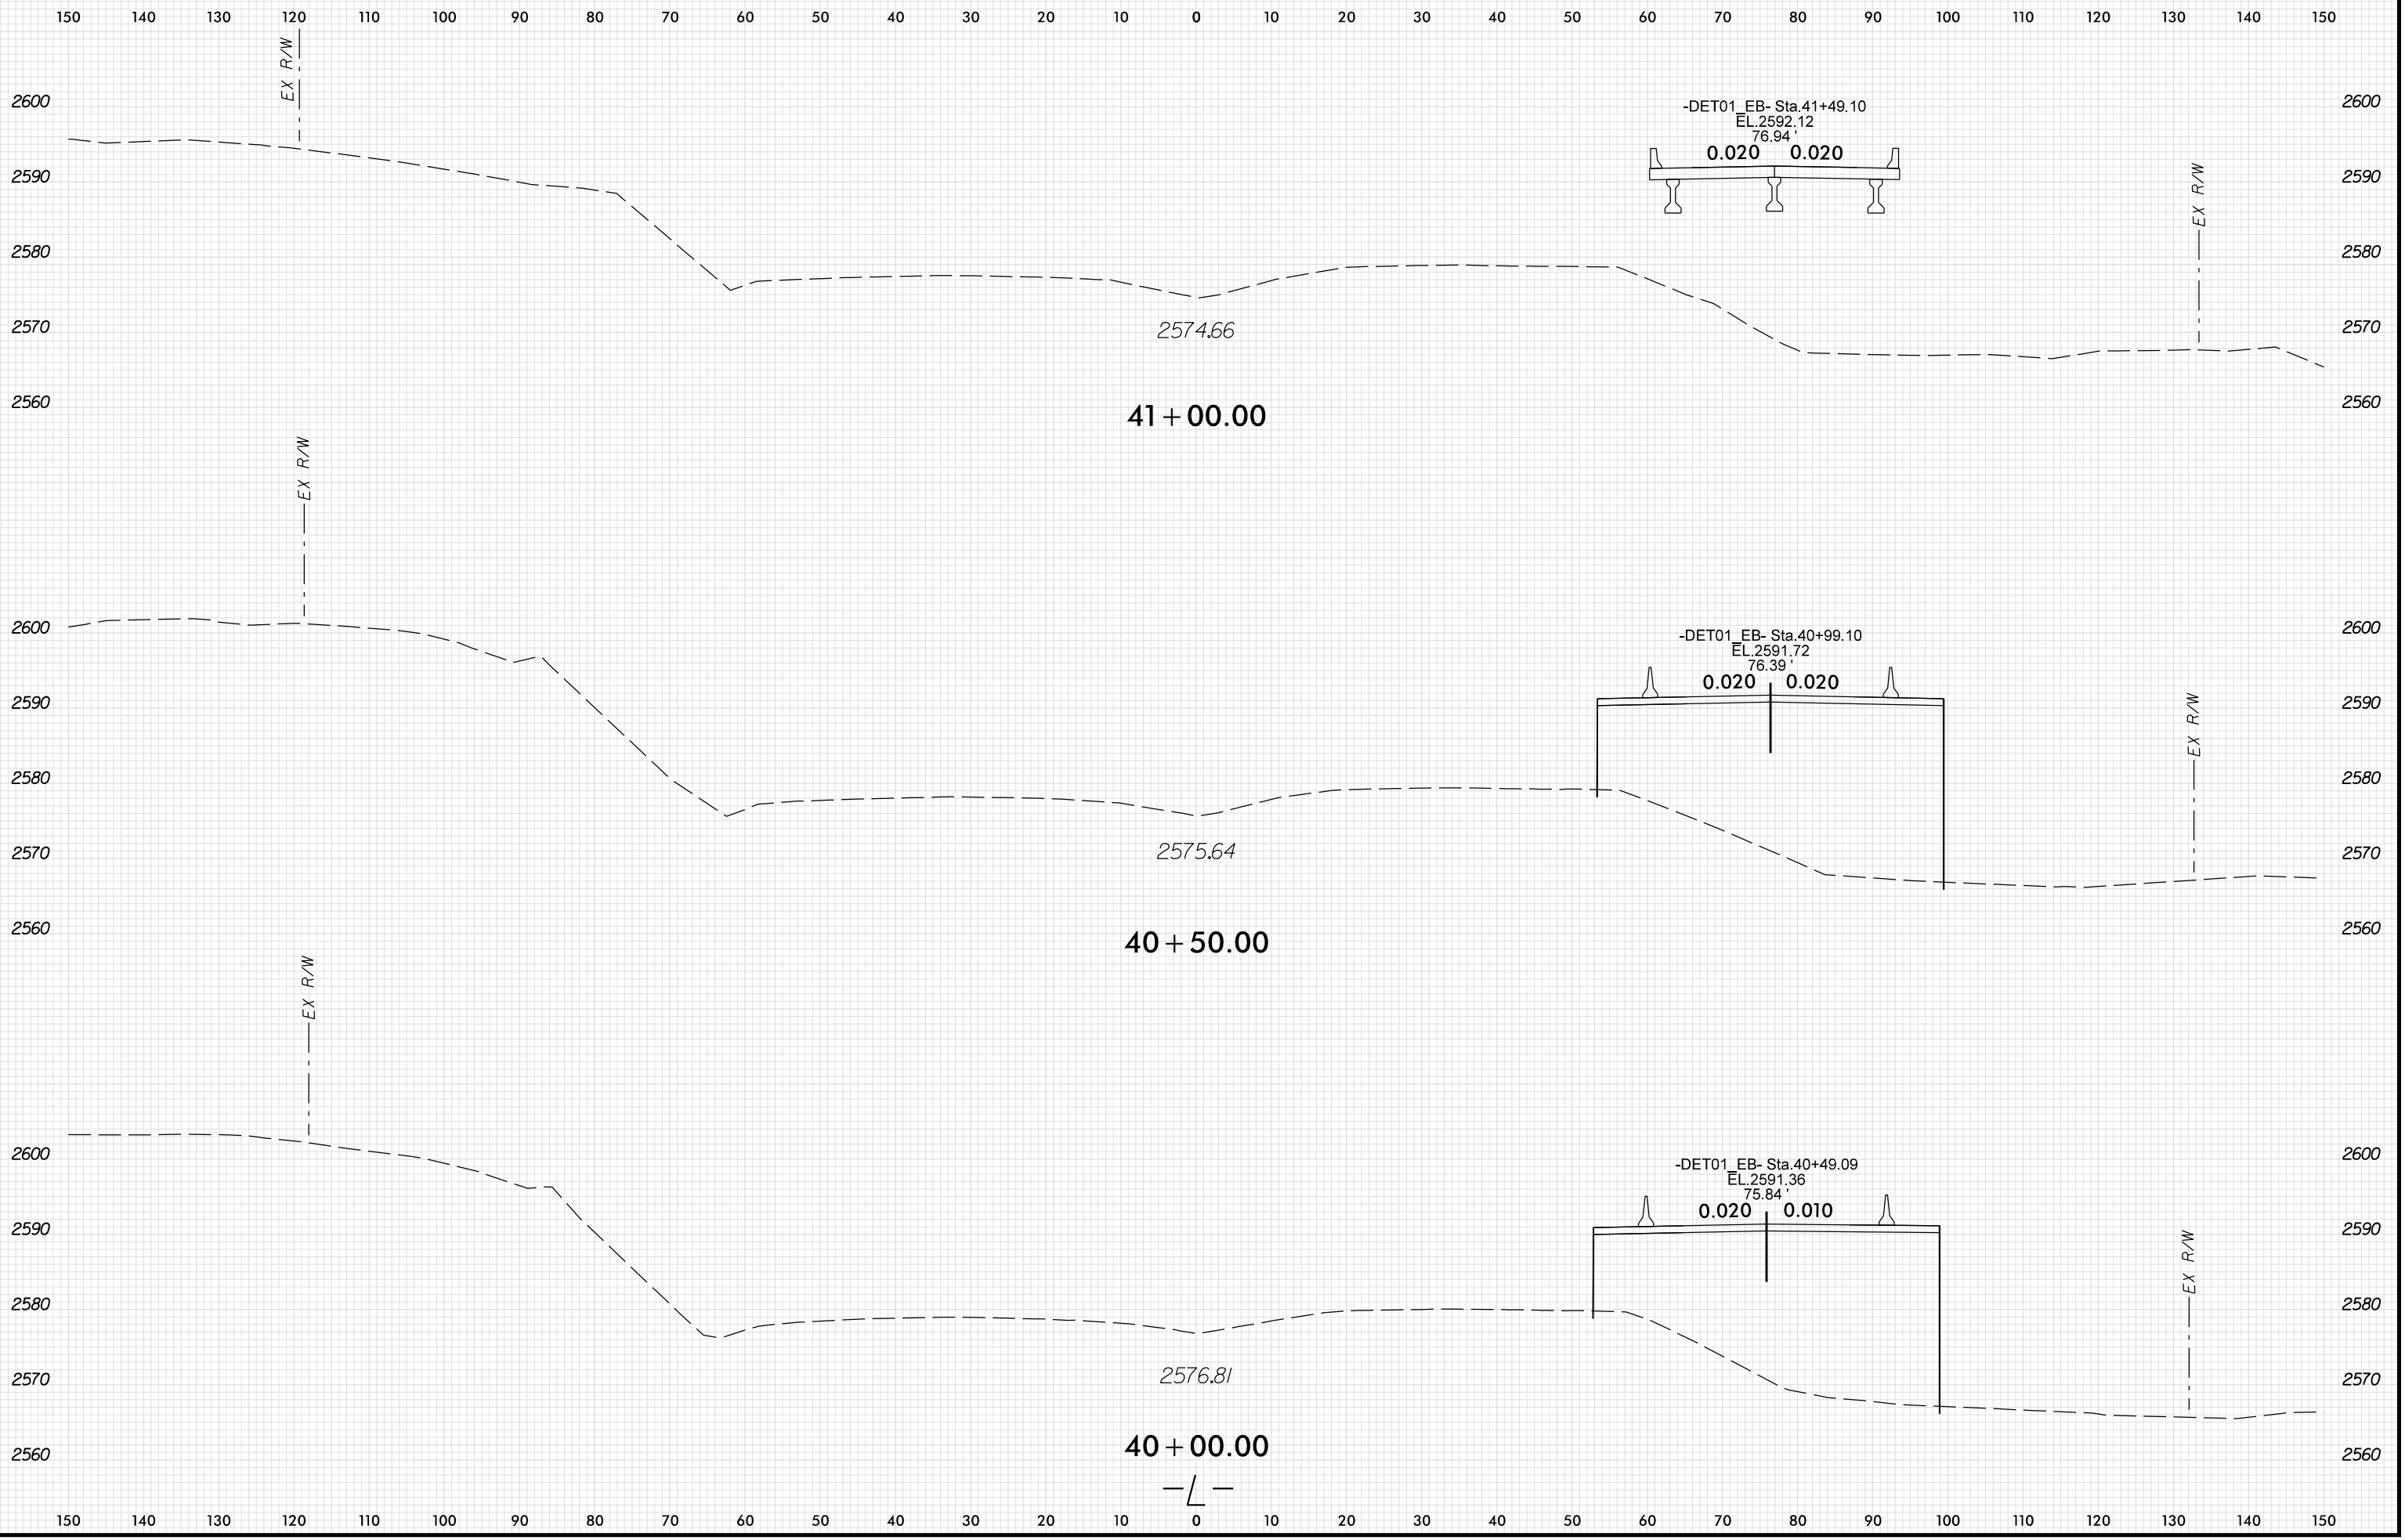 150 140 130 120 110 100 90 80 70 60 50 40 30 20 10 0 10 20 30 40 50 60 70 80 90 100 110 120 130 140 150
EX R/W
2600 2600
-DET01_EB- Sta.41+49.10
EL.2592.12
76.94 '
0.020 0.020
2590 2590
EX R/W
2580 2580
2570 2574.66 2570
2560 2560
41+00.00
EX R/W
2600 2600
-DET01_EB- Sta.40+99.10
EL.2591.72
76.39 '
0.020 0.020
2590 2590
EX R/W
2580 2580
2570 2575.64 2570
2560 2560
40+50.00
EX R/W
2600 2600
-DET01_EB- Sta.40+49.09
EL.2591.36
75.84 '
0.020 0.010
2590 2590
EX R/W
2580 2580
2570 2576.81 2570
2560 2560
40+00.00
-L-
150 140 130 120 110 100 90 80 70 60 50 40 30 20 10 0 10 20 30 40 50 60 70 80 90 100 110 120 130 140 150